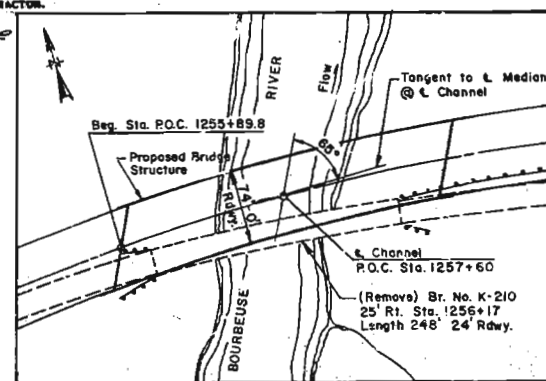 RIVER
Flow
Tangent to ℄ Median
@ ℄ Channel
Beg. Sta. P.O.C. 1255+89.8
65°
Proposed Bridge
Structure
74'-0"
Rdwy.
℄ Channel
P.O.C. Sta. 1257+60
(Remove) Br. No. K-210
25' Rt. Sta. 1256+17
Length 248' 24' Rdwy.
BOURBEUSE